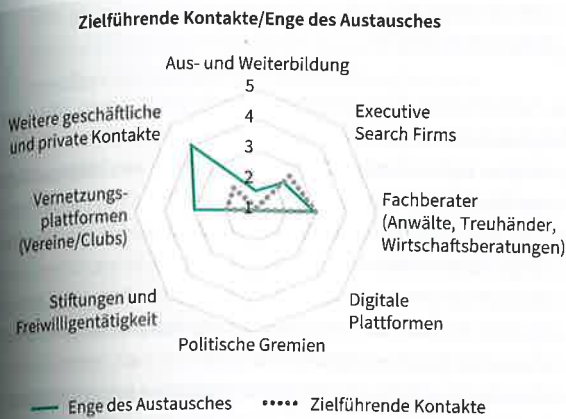 Zielführende Kontakte/Enge des Austausches
Aus- und Weiterbildung
5
4
3
2
1
Executive
Search Firms
Fachberater
(Anwälte, Treuhänder,
Wirtschaftsberatungen)
Digitale
Plattformen
Politische Gremien
Stiftungen und
Freiwilligentätigkeit
Vernetzungs-
plattformen
(Vereine/Clubs)
Weitere geschäftliche
und private Kontakte
Enge des Austausches
Zielführende Kontakte